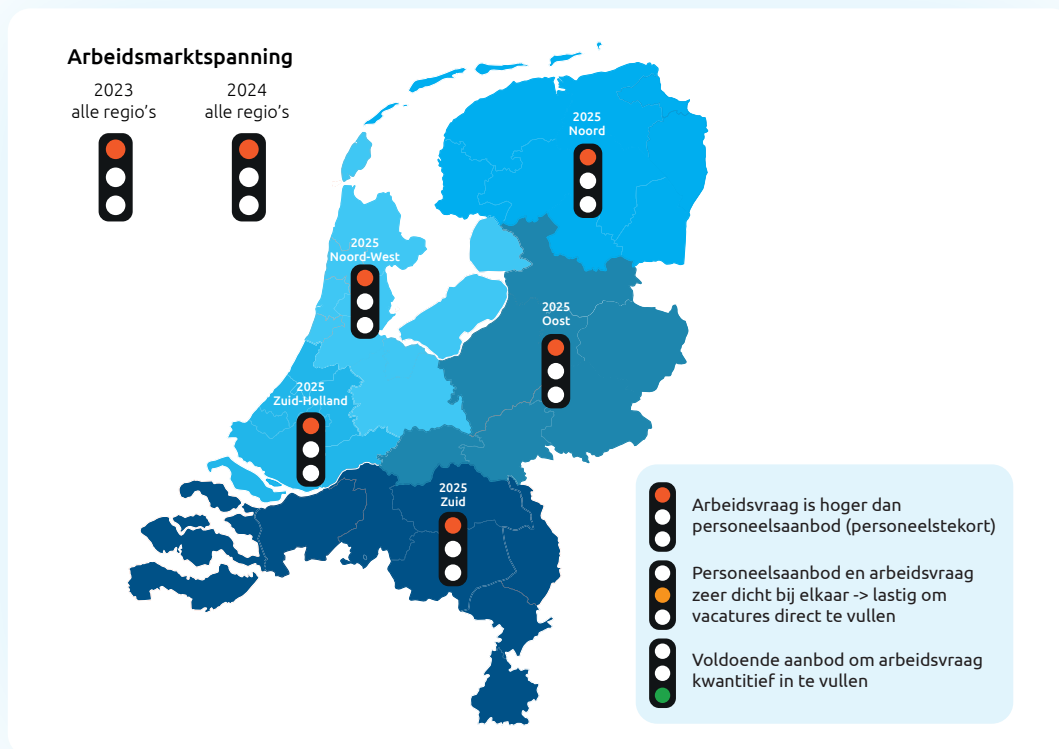 Arbeidsmarktspanning
2023
alle regio's
2024
alle regio's
2025
Noord
2025
Noord-West
2025
Oost
2025
Zuid-Holland
2025
Zuid
Arbeidsvraag is hoger dan
personeelsaanbod (personeelstekort)
Personeelsaanbod en arbeidsvraag
zeer dicht bij elkaar -> lastig om
vacatures direct te vullen
Voldoende aanbod om arbeidsvraag
kwantitief in te vullen